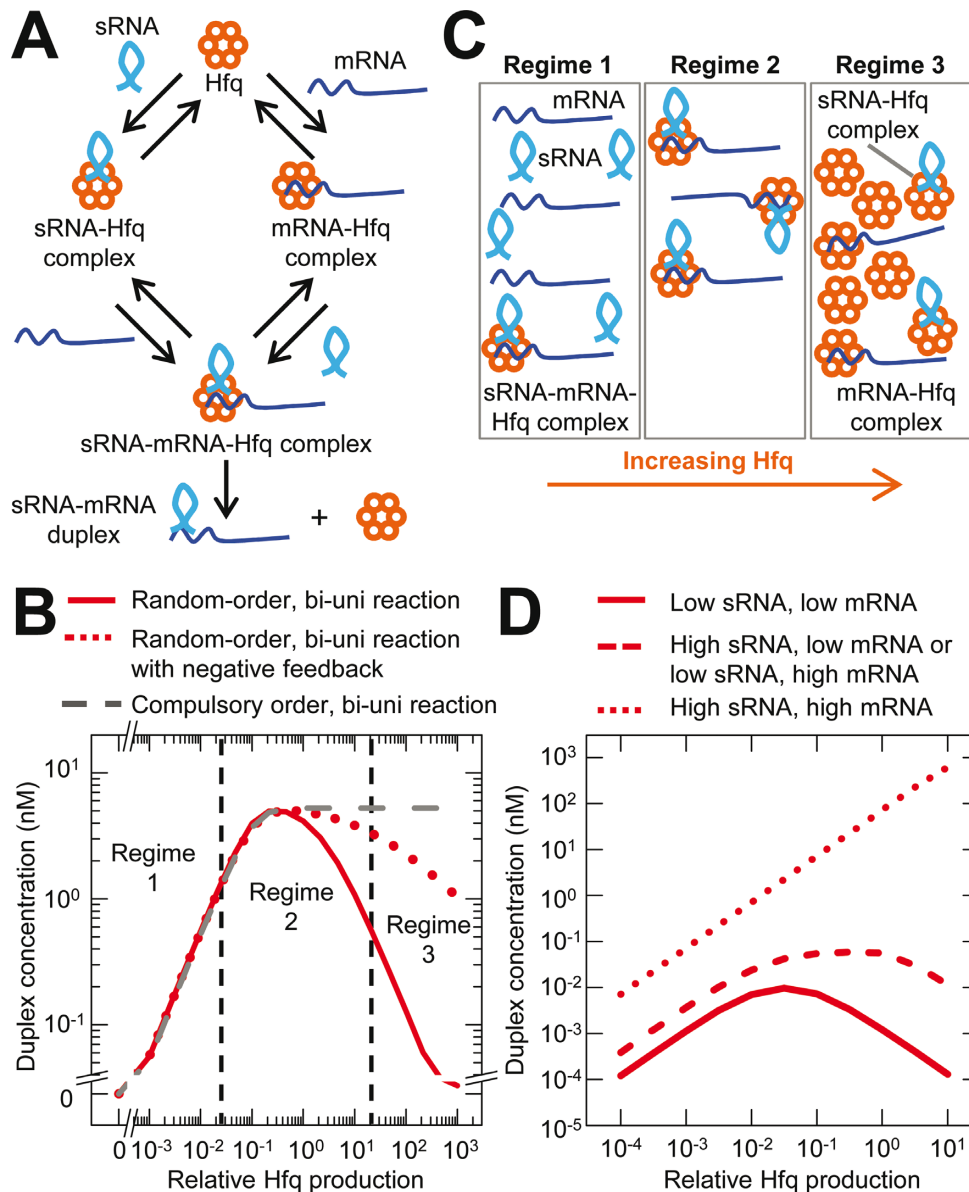 A
sRNA
Hfq
mRNA
sRNA-Hfq
complex
mRNA-Hfq
complex
sRNA-mRNA-Hfq complex
sRNA-mRNA
duplex
+
C
Regime 1
Regime 2
Regime 3
mRNA
sRNA
sRNA-mRNA-
Hfq complex
sRNA-Hfq
complex
mRNA-Hfq
complex
Increasing Hfq
B
Random-order, bi-uni reaction
Random-order, bi-uni reaction
with negative feedback
Compulsory order, bi-uni reaction
Duplex concentration (nM)
10¹
10⁰
10⁻¹
0
Regime
1
Regime
2
Regime
3
0 10⁻³ 10⁻² 10⁻¹ 10⁰ 10¹ 10² 10³
Relative Hfq production
D
Low sRNA, low mRNA
High sRNA, low mRNA or
low sRNA, high mRNA
High sRNA, high mRNA
Duplex concentration (nM)
10³
10²
10¹
10⁰
10⁻¹
10⁻²
10⁻³
10⁻⁴
10⁻⁵
10⁻⁴ 10⁻³ 10⁻² 10⁻¹ 10⁰ 10¹
Relative Hfq production